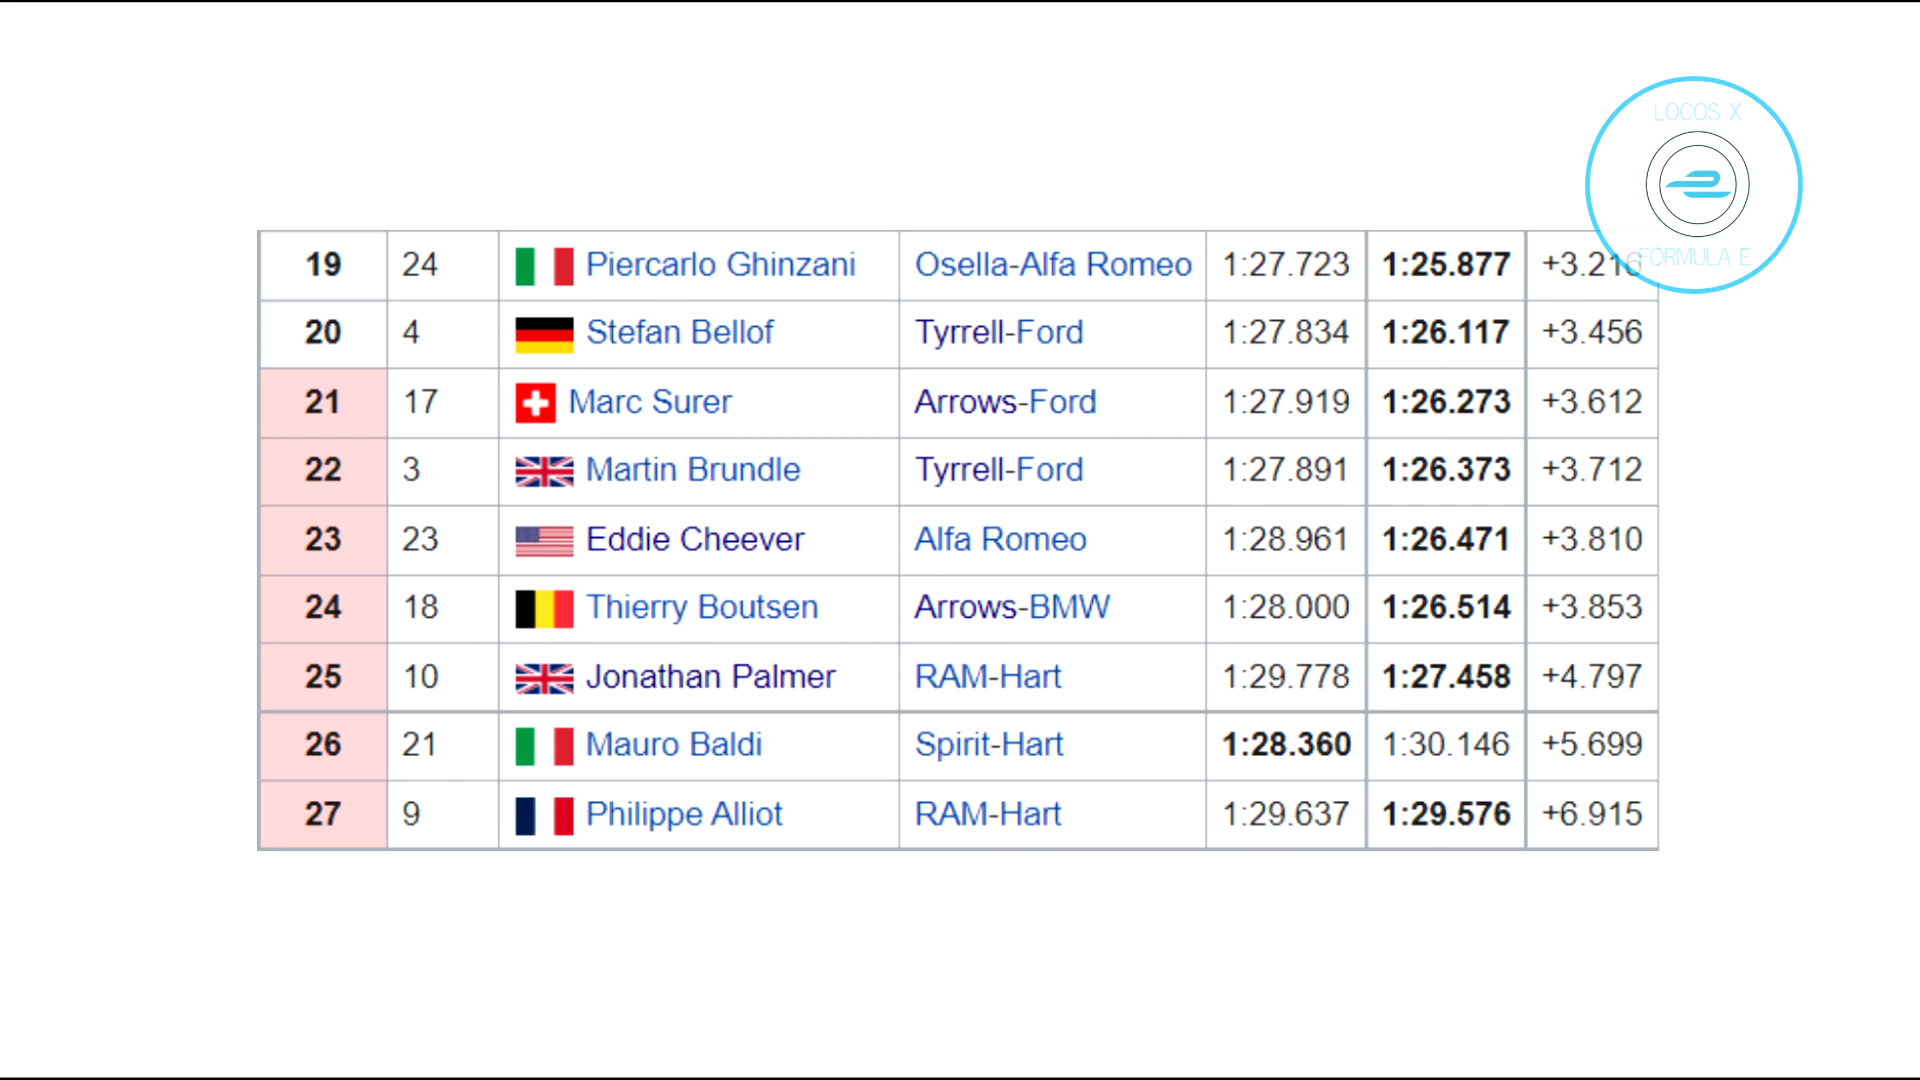 LOCOS X
FORMULA E
19 24 Piercarlo Ghinzani Osella-Alfa Romeo 1:27.723 1:25.877 +3.216
20 4 Stefan Bellof Tyrrell-Ford 1:27.834 1:26.117 +3.456
21 17 Marc Surer Arrows-Ford 1:27.919 1:26.273 +3.612
22 3 Martin Brundle Tyrrell-Ford 1:27.891 1:26.373 +3.712
23 23 Eddie Cheever Alfa Romeo 1:28.961 1:26.471 +3.810
24 18 Thierry Boutsen Arrows-BMW 1:28.000 1:26.514 +3.853
25 10 Jonathan Palmer RAM-Hart 1:29.778 1:27.458 +4.797
26 21 Mauro Baldi Spirit-Hart 1:28.360 1:30.146 +5.699
27 9 Philippe Alliot RAM-Hart 1:29.637 1:29.576 +6.915